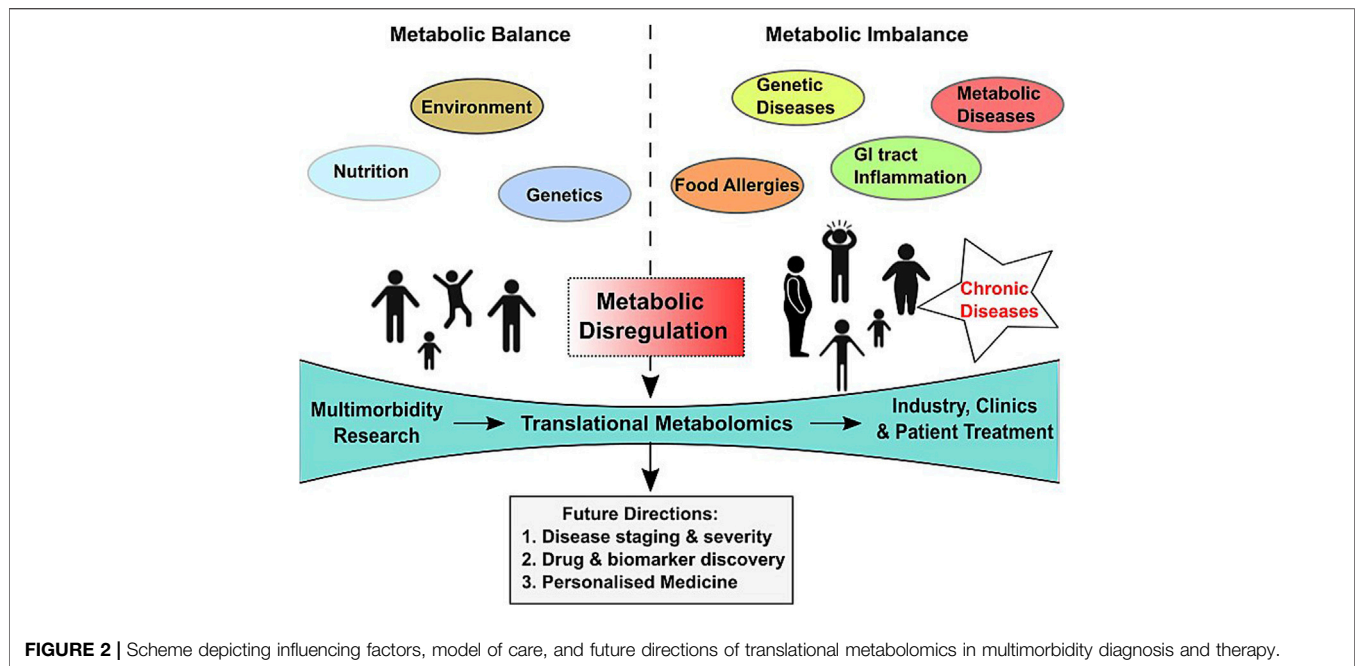 Metabolic Balance
Metabolic Imbalance
Environment
Nutrition
Genetics
Genetic
Diseases
Metabolic
Diseases
GI tract
Inflammation
Food Allergies
Metabolic
Disregulation
Chronic
Diseases
Multimorbidity
Research
Translational Metabolomics
Industry, Clinics
& Patient Treatment
Future Directions:
1. Disease staging & severity
2. Drug & biomarker discovery
3. Personalised Medicine
FIGURE 2 | Scheme depicting influencing factors, model of care, and future directions of translational metabolomics in multimorbidity diagnosis and therapy.